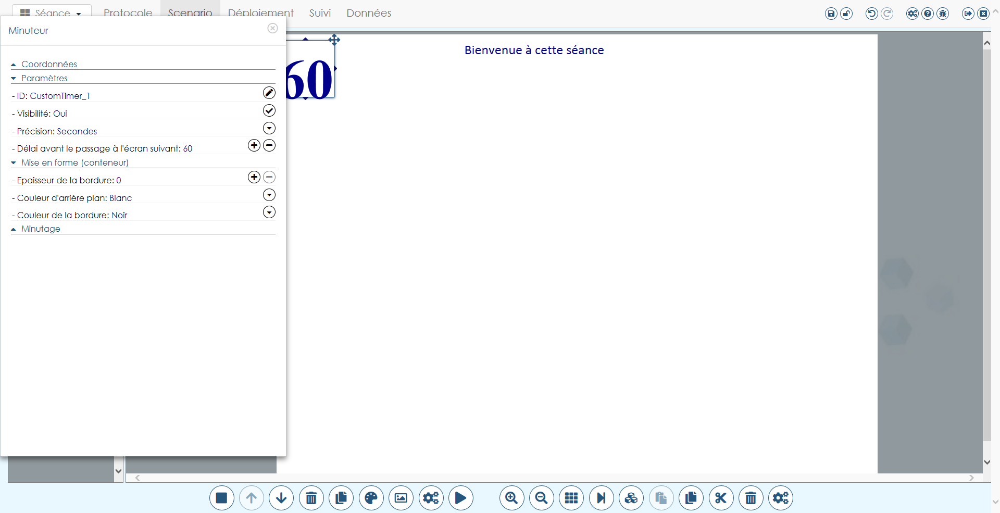 Séance
Protocole
Scenario
Déploiement
Suivi
Données
Minuteur
Coordonnées
Paramètres
- ID: CustomTimer_1
- Visibilité: Oui
- Précision: Secondes
- Délai avant le passage à l'écran suivant: 60
Mise en forme (conteneur)
- Epaisseur de la bordure: 0
- Couleur d'arrière plan: Blanc
- Couleur de la bordure: Noir
Minutage
60
Bienvenue à cette séance